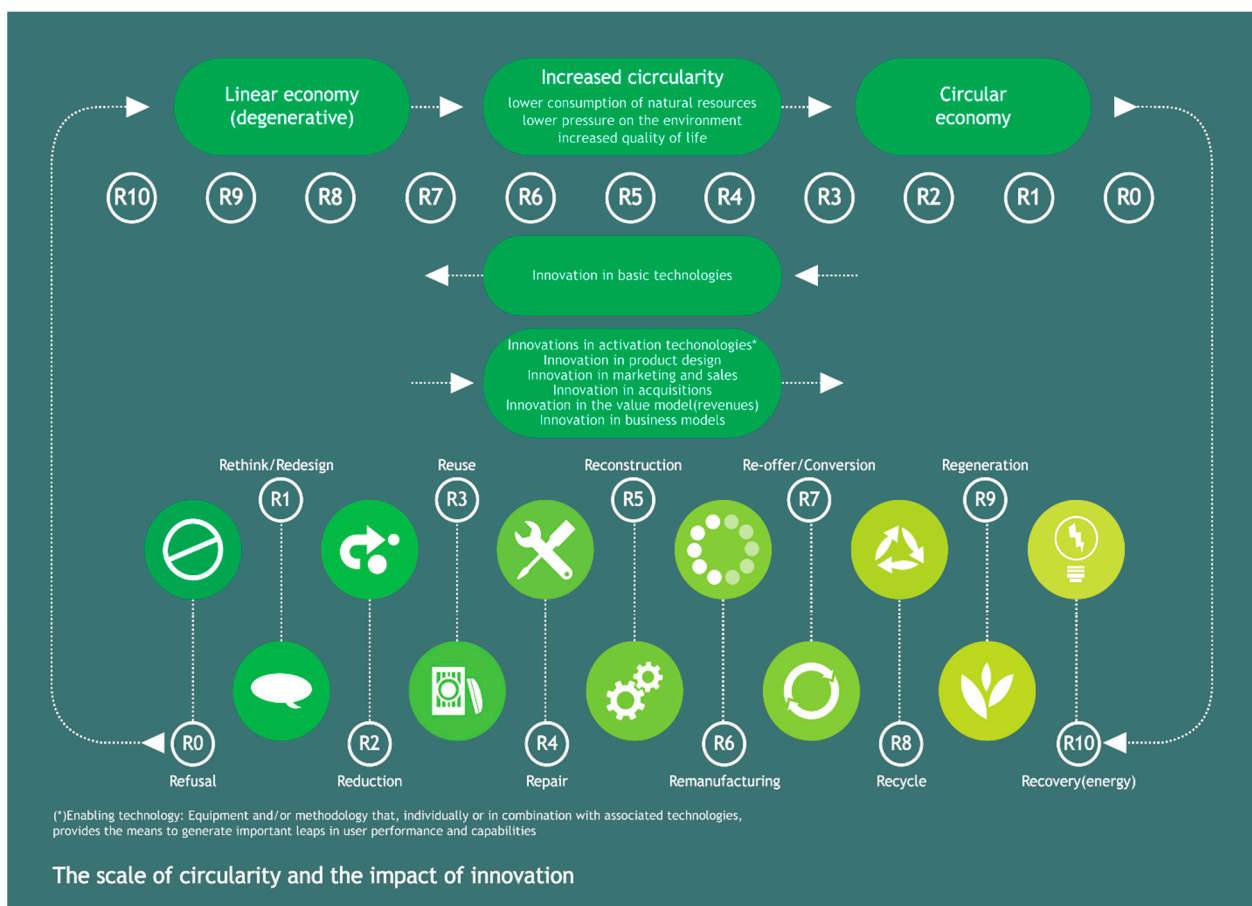 Linear economy
(degenerative)
Increased cicrcularity
lower consumption of natural resources
lower pressure on the environment
increased quality of life
Circular
economy
R10
R9
R8
R7
R6
R5
R4
R3
R2
R1
R0
Innovation in basic technologies
Innovations in activation techonologies*
Innovation in product design
Innovation in marketing and sales
Innovation in acquisitions
Innovation in the value model(revenues)
Innovation in business models
Rethink/Redesign
Reuse
Reconstruction
Re-offer/Conversion
Regeneration
R1
R3
R5
R7
R9
R0
R2
R4
R6
R8
R10
Refusal
Reduction
Repair
Remanufacturing
Recycle
Recovery(energy)
(*)Enabling technology: Equipment and/or methodology that, individually or in combination with associated technologies,
provides the means to generate important leaps in user performance and capabilities
The scale of circularity and the impact of innovation